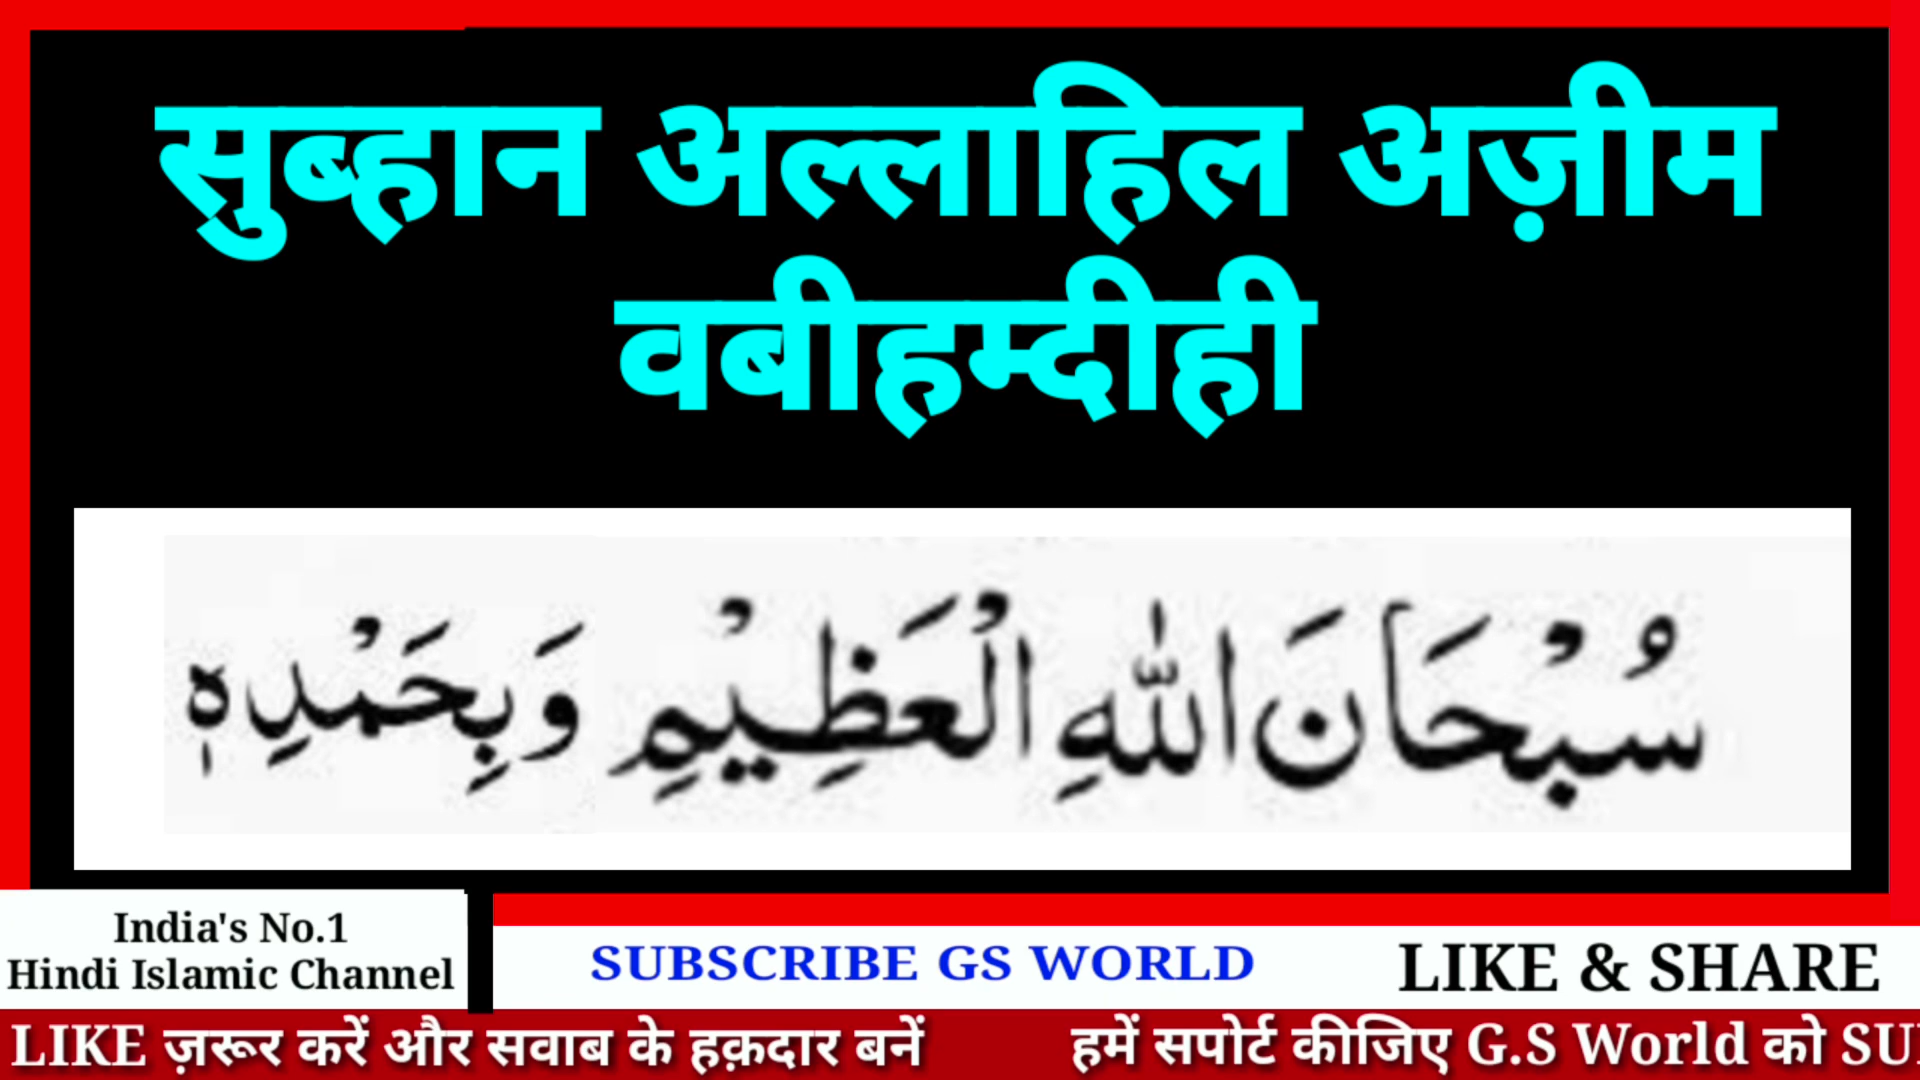 सुब्हान अल्लाहिल अज़ीम
वबीहम्दीही
سُبْحَانَ اللّٰهِ الْعَظِيْمِ وَبِحَمْدِهٖ
India's No.1
Hindi Islamic Channel
SUBSCRIBE GS WORLD
LIKE & SHARE
LIKE ज़रूर करें और सवाब के हक़दार बनें हमें सपोर्ट कीजिए G.S World को